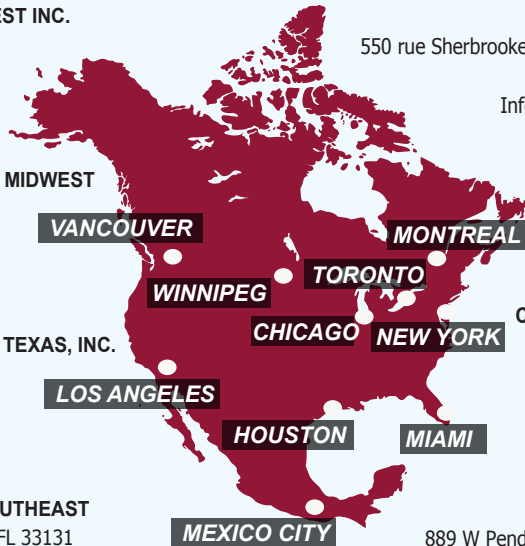 EST INC.
550 rue Sherbrooke
Inf
MIDWEST
VANCOUVER
MONTREAL
TORONTO
WINNIPEG
C
CHICAGO
NEW YORK
TEXAS, INC.
LOS ANGELES
HOUSTON
MIAMI
UTHEAST
FL 33131
MEXICO CITY
889 W Pend